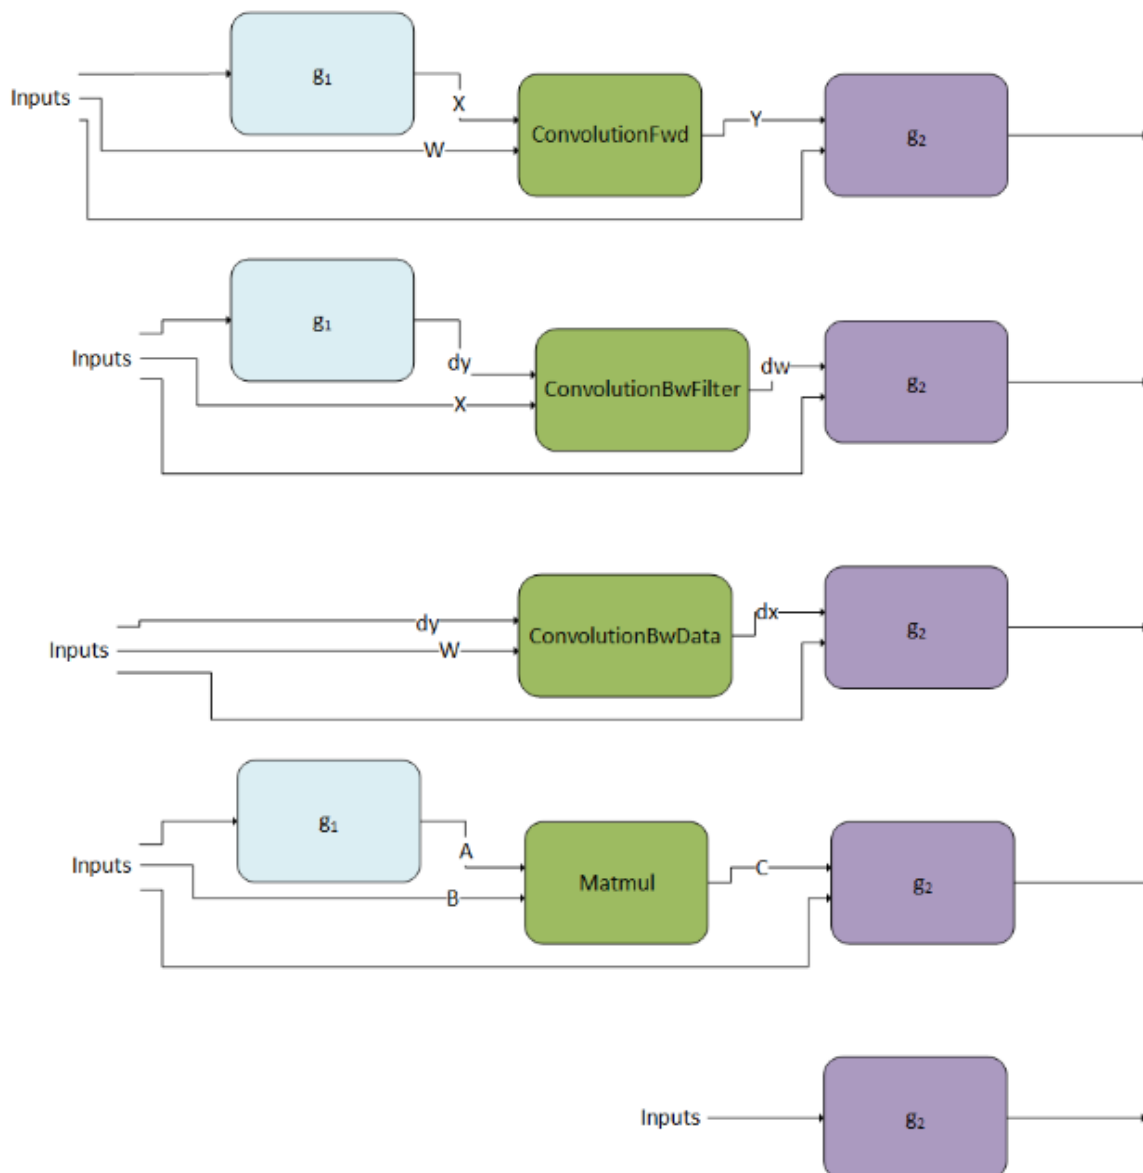 g₁
Inputs
X
ConvolutionFwd
Y
g₂
W
g₁
Inputs
dy
ConvolutionBwFilter
dw
g₂
X
Inputs
dy
W
ConvolutionBwData
dx
g₂
g₁
Inputs
A
B
Matmul
C
g₂
Inputs
g₂